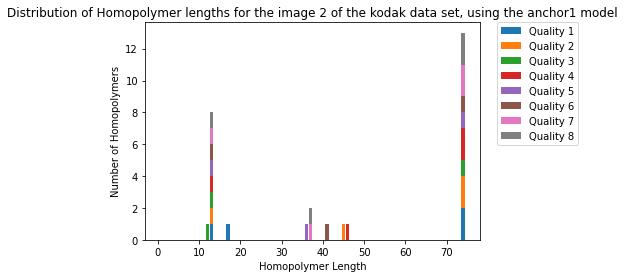 Distribution of Homopolymer lengths for the image 2 of the kodak data set, using the anchor1 model
12
10
8
6
4
2
0
Number of Homopolymers
0 10 20 30 40 50 60 70
Homopolymer Length
Quality 1
Quality 2
Quality 3
Quality 4
Quality 5
Quality 6
Quality 7
Quality 8